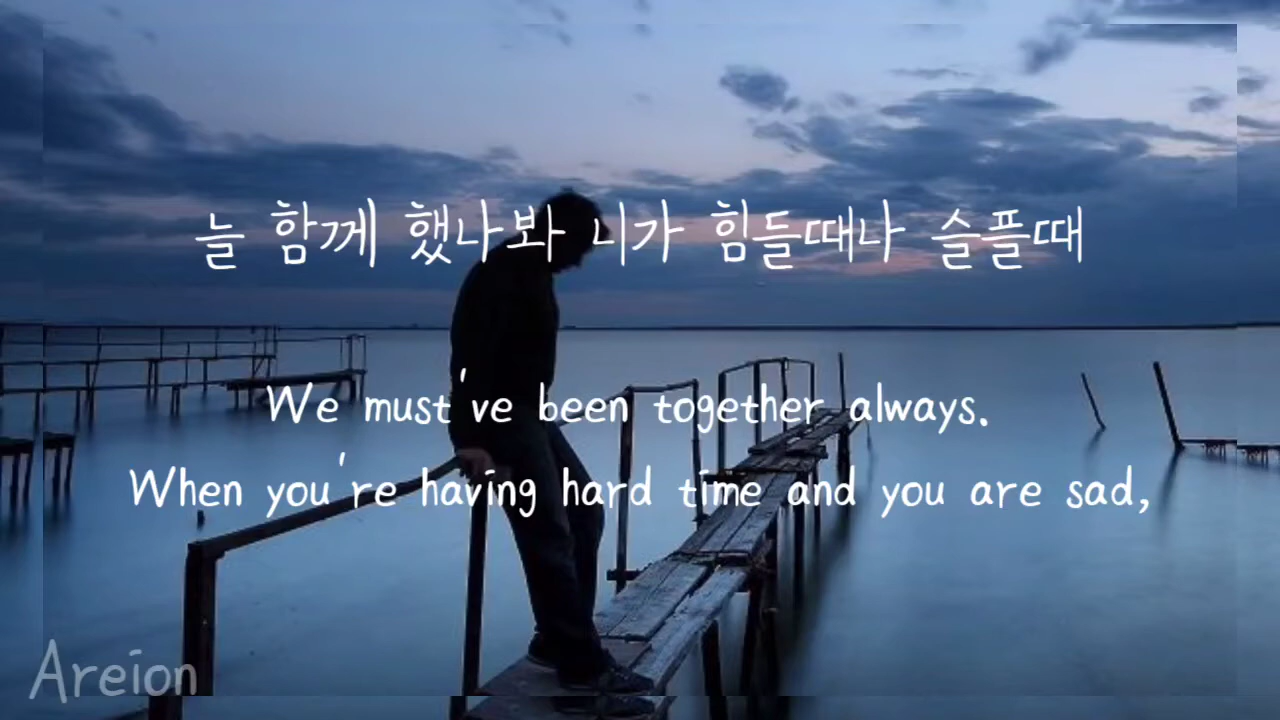 늘 함께 했나봐 니가 힘들때나 슬플때
We must've been together always.
When you're having hard time and you are sad,
Areion